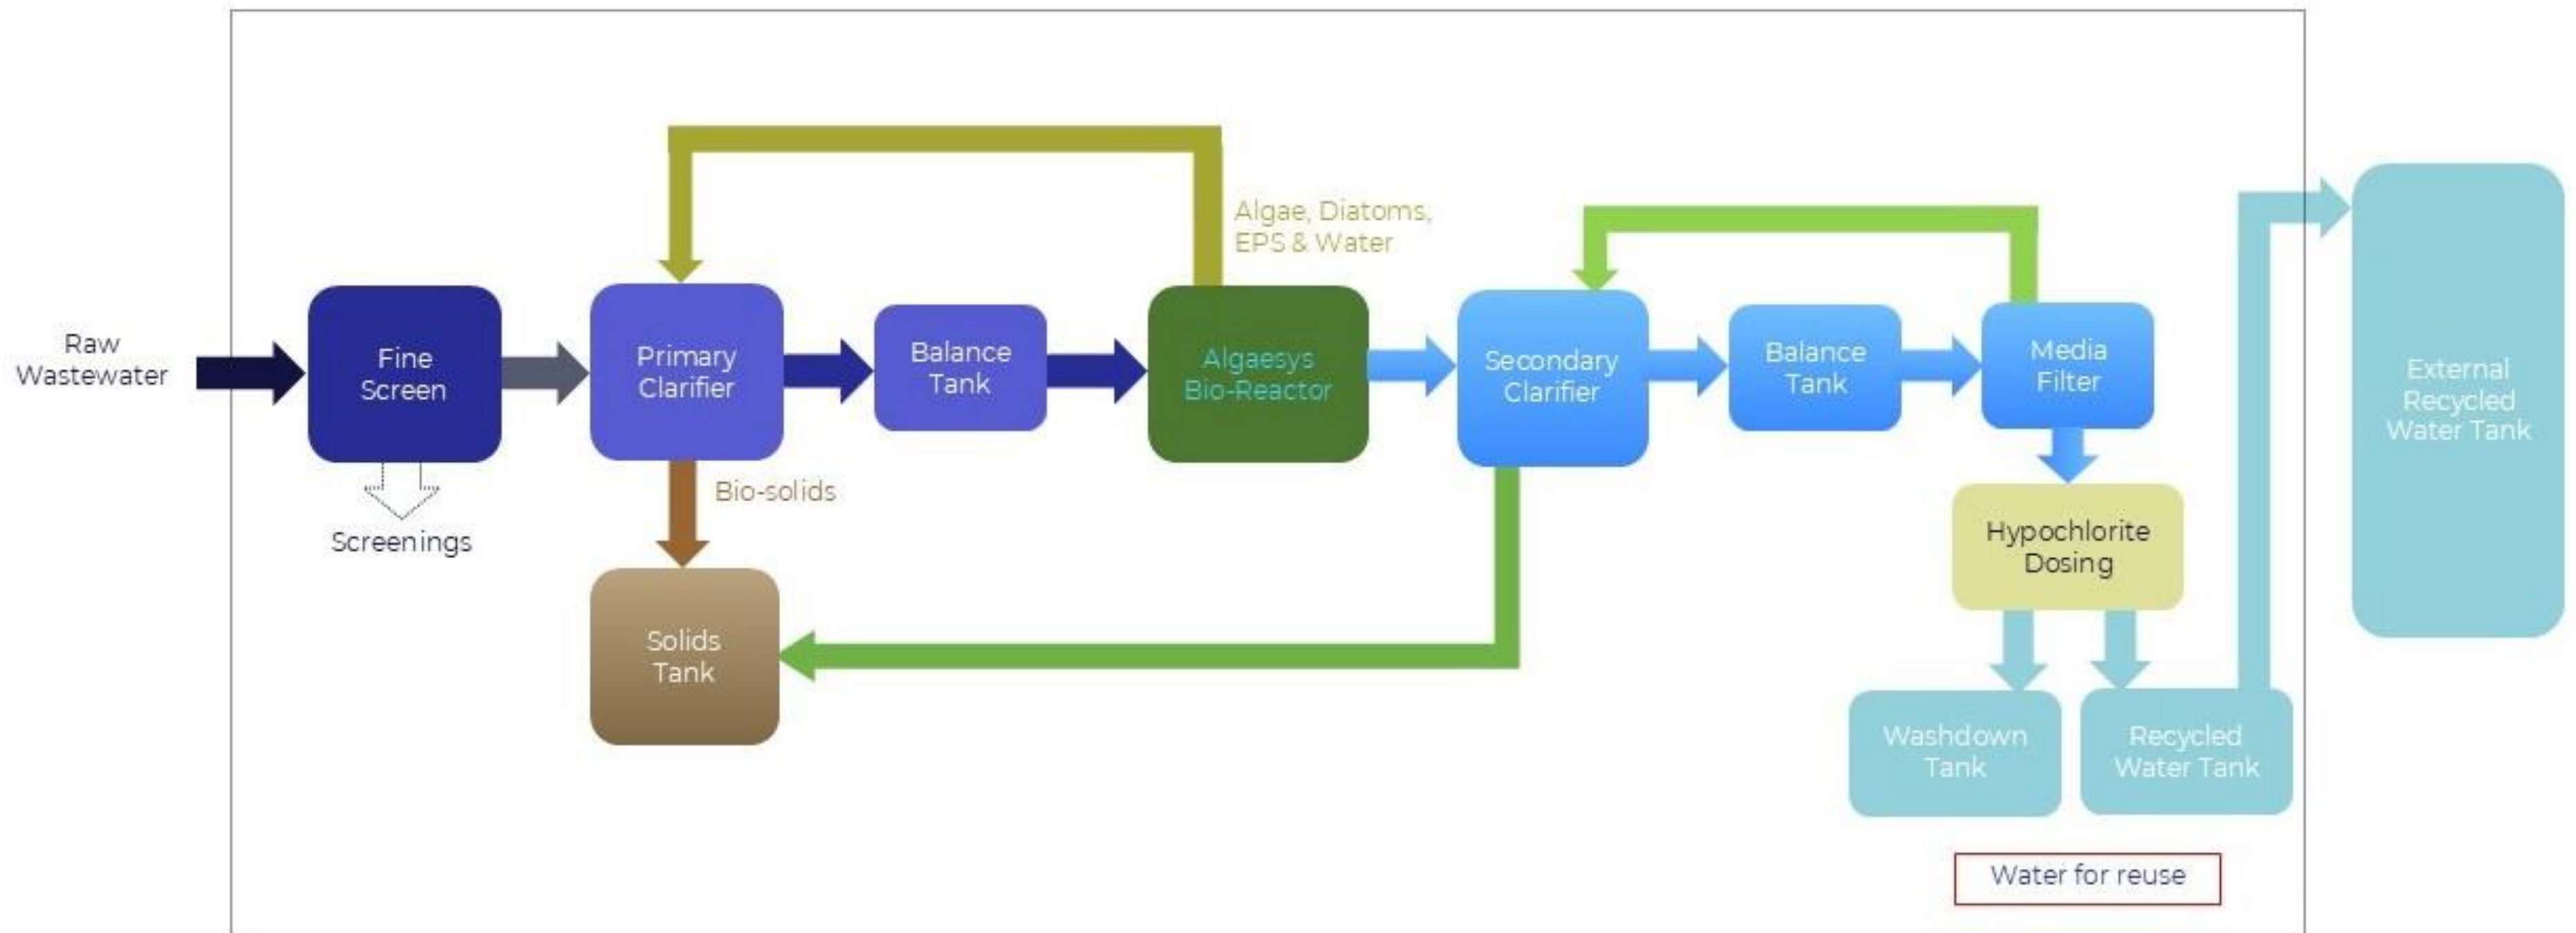 Raw
Wastewater
Fine
Screen
Screenings
Primary
Clarifier
Bio-solids
Solids
Tank
Balance
Tank
Algae, Diatoms,
EPS & Water
Algaesys
Bio-Reactor
Secondary
Clarifier
Balance
Tank
Media
Filter
Hypochlorite
Dosing
Washdown
Tank
Recycled
Water Tank
Water for reuse
External
Recycled
Water Tank